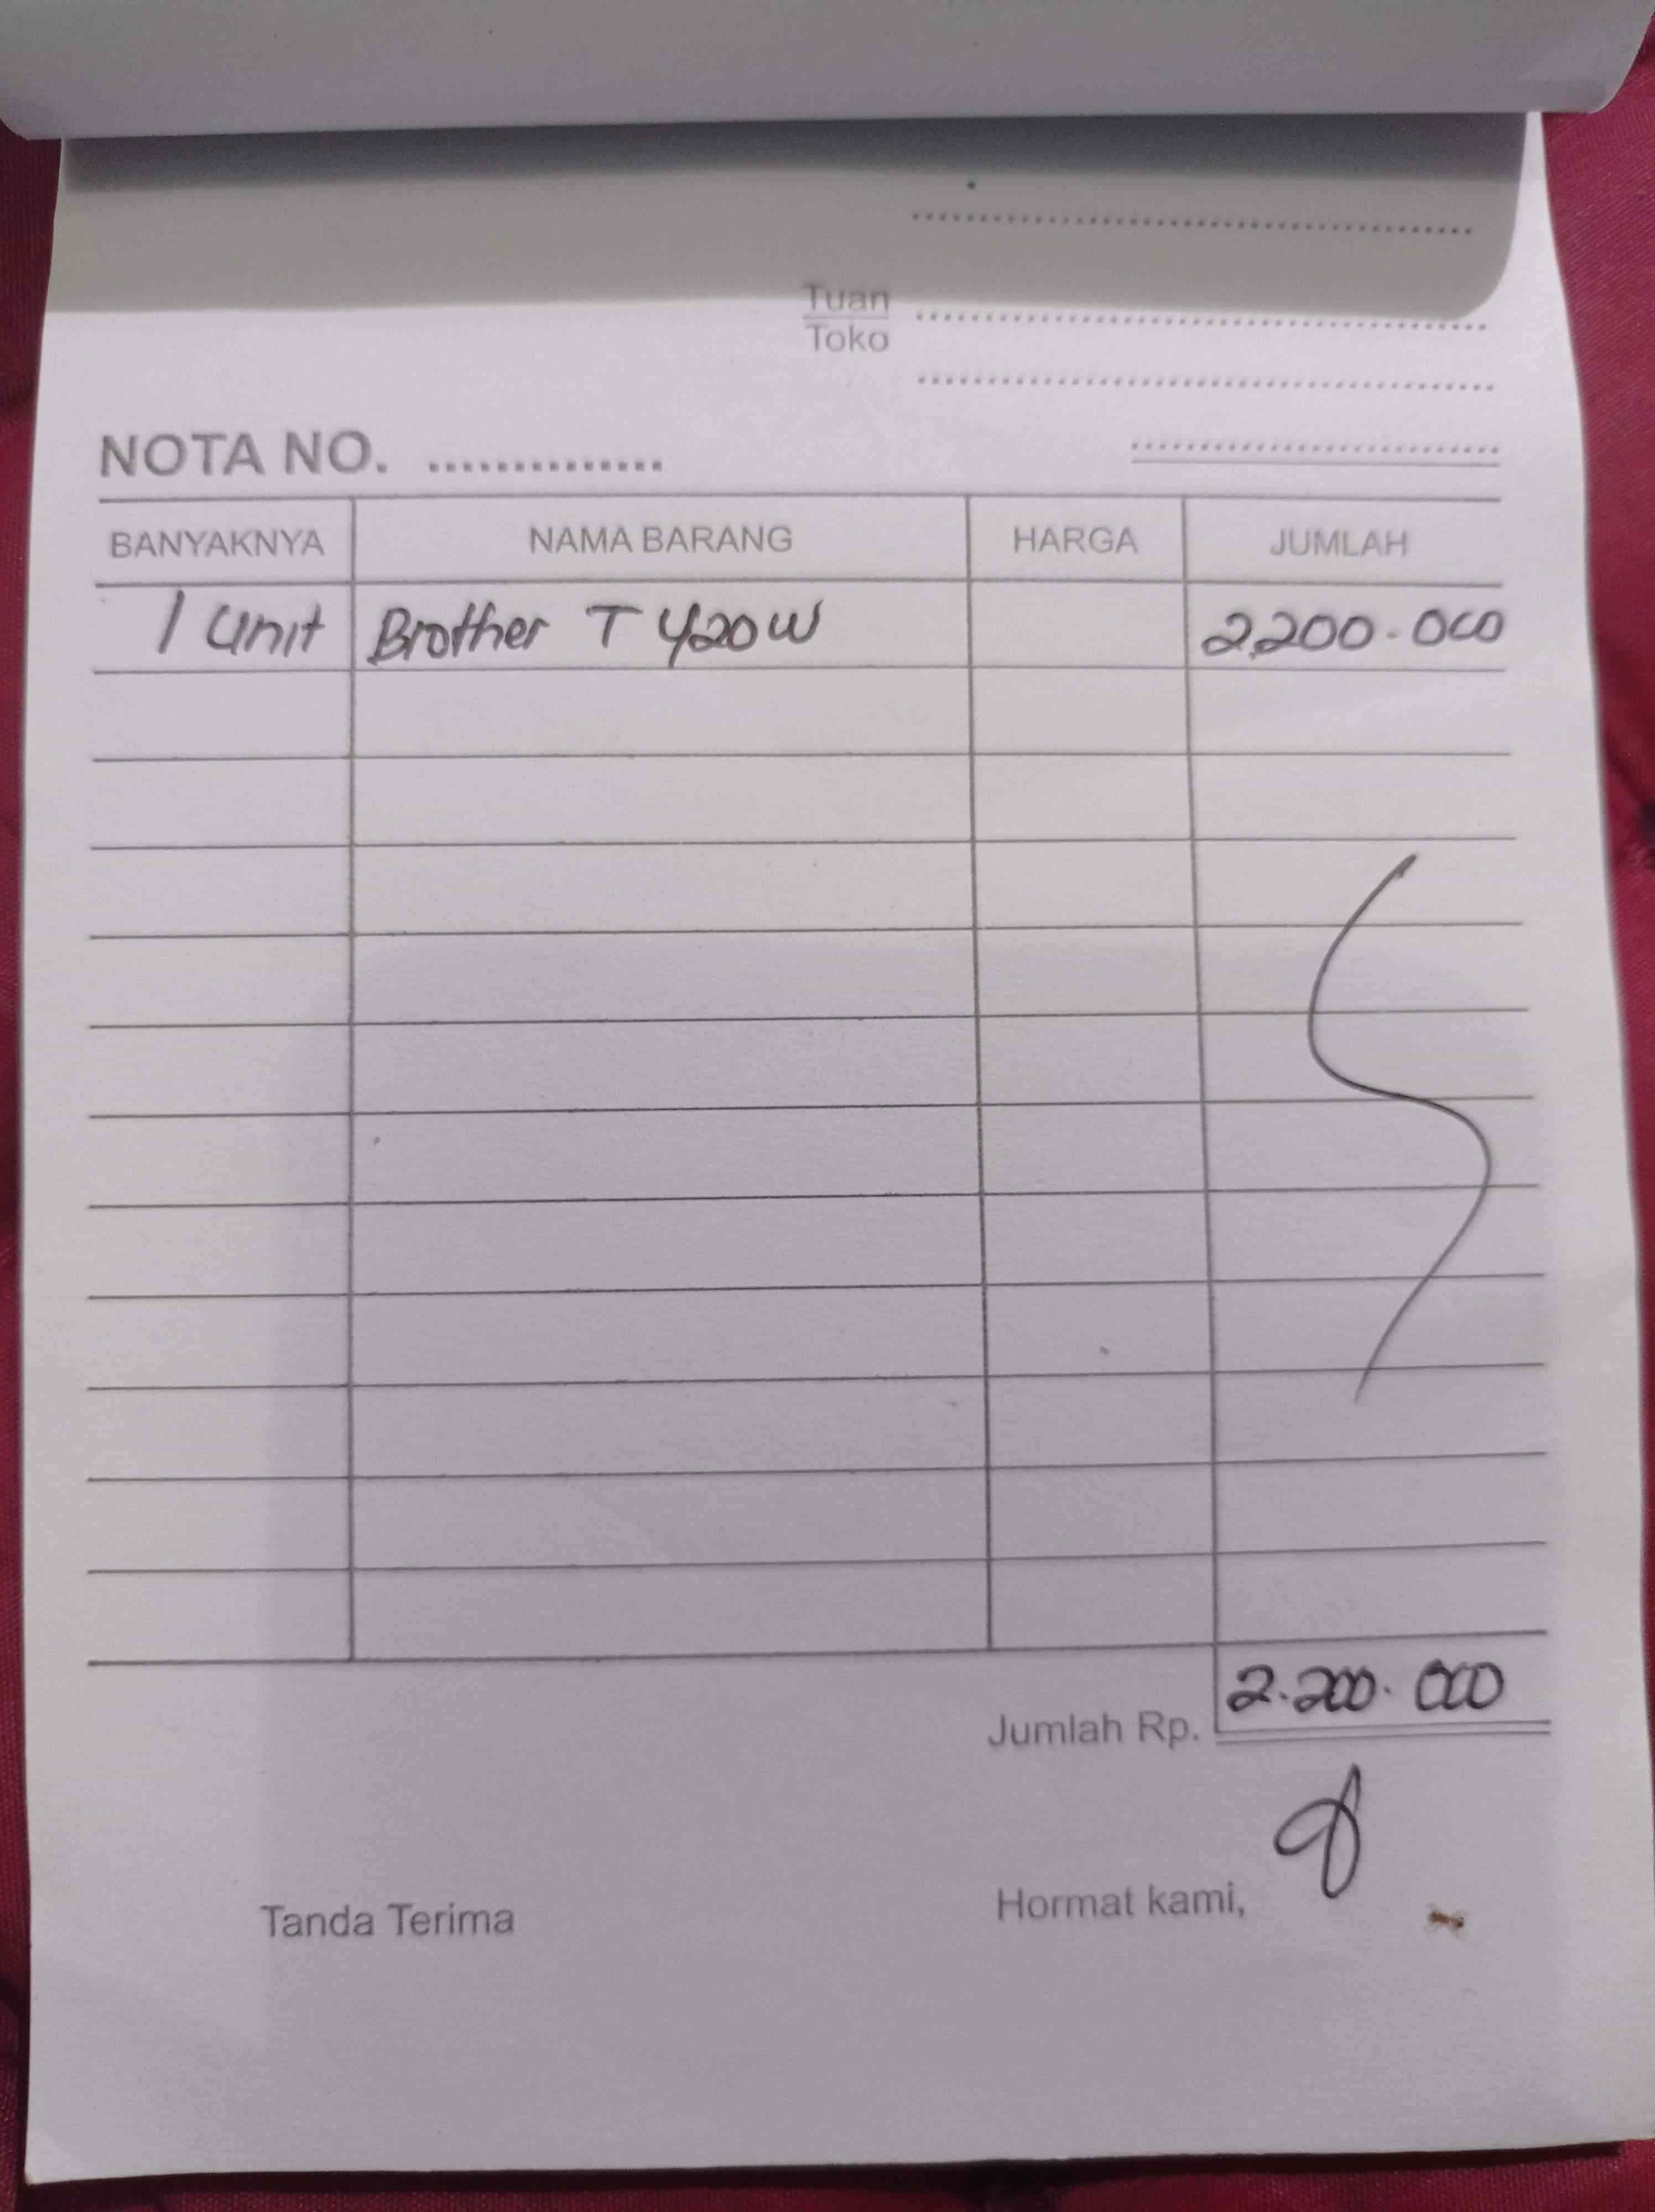 Tuan
Toko
NOTA NO. ..............
BANYAKNYA NAMA BARANG HARGA JUMLAH
1 Unit Brother T 420W 2.200.000
Jumlah Rp. 2.200.000
Tanda Terima Hormat kami,